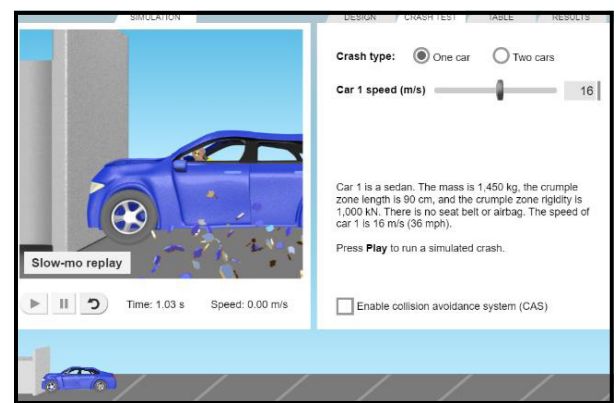 SIMULATION
DESIGN
CRASH TEST
TABLE
RESULTS
Crash type:
One car
Two cars
Car 1 speed (m/s)
16
Car 1 is a sedan. The mass is 1,450 kg, the crumple
zone length is 90 cm, and the crumple zone rigidity is
1,000 kN. There is no seat belt or airbag. The speed of
car 1 is 16 m/s (36 mph).
Press Play to run a simulated crash.
Slow-mo replay
Time: 1.03 s
Speed: 0.00 m/s
Enable collision avoidance system (CAS)